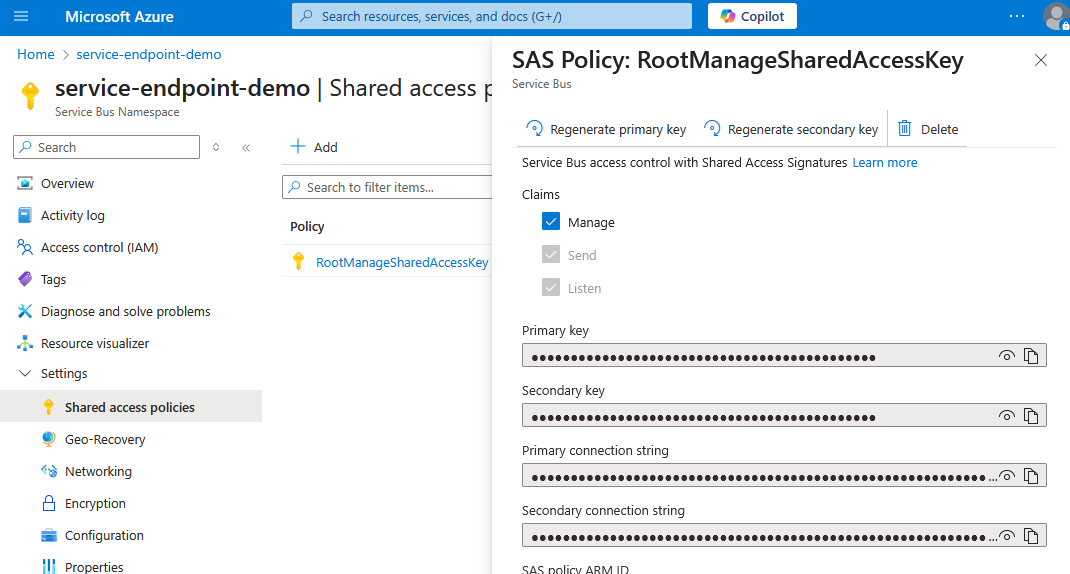 Microsoft Azure
Search resources, services, and docs (G+/)
Copilot
Home > service-endpoint-demo
service-endpoint-demo | Shared access p
Service Bus Namespace
Search
Overview
Activity log
Access control (IAM)
Tags
Diagnose and solve problems
Resource visualizer
Settings
Shared access policies
Geo-Recovery
Networking
Encryption
Configuration
Properties
Add
Search to filter items...
Policy
RootManageSharedAccessKey
SAS Policy: RootManageSharedAccessKey
Service Bus
Regenerate primary key
Regenerate secondary key
Delete
Service Bus access control with Shared Access Signatures Learn more
Claims
Manage
Send
Listen
Primary key
Secondary key
Primary connection string
Secondary connection string
SAS policy ARM ID